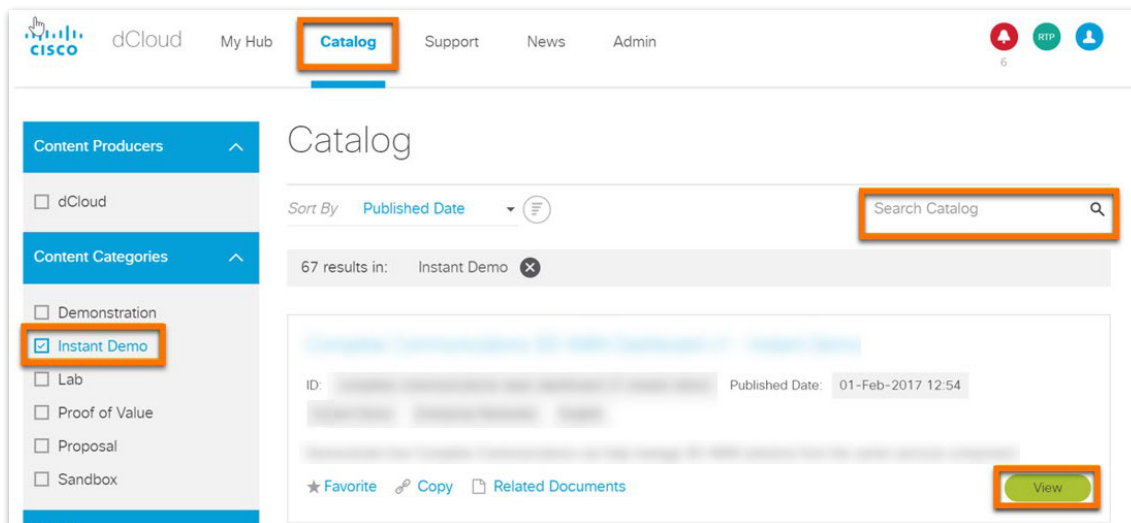 CISCO dCloud My Hub Catalog Support News Admin RTP
6
Catalog
Content Producers
dCloud
Sort By Published Date
Search Catalog
Content Categories
67 results in: Instant Demo
Demonstration
Instant Demo
Lab
Proof of Value
Proposal
Sandbox
ID:
Published Date: 01-Feb-2017 12:54
Favorite Copy Related Documents
View